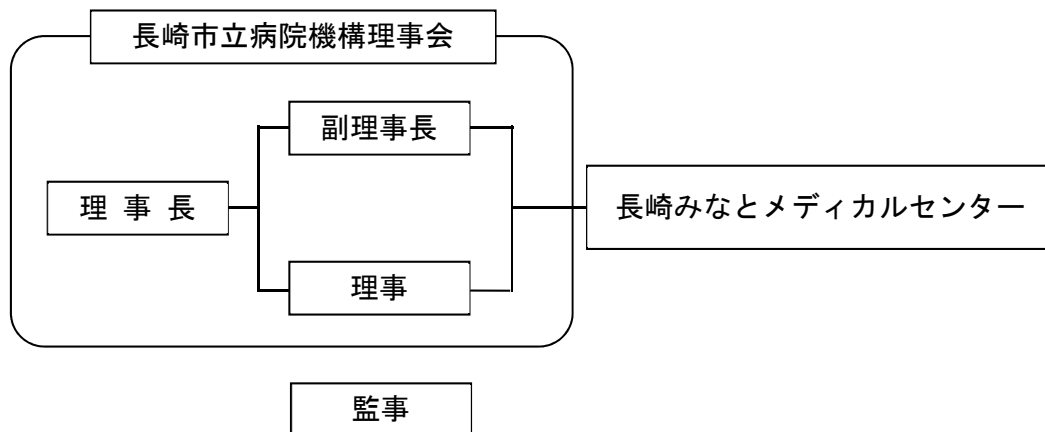 長崎市立病院機構理事会
副理事長
理 事 長
長崎みなとメディカルセンター
理事
監事